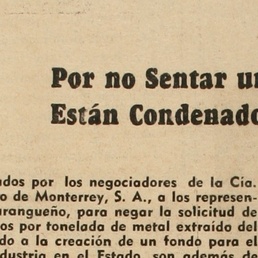 Por no Sentar un
Están Condenado
ados por los negociadores de la Cía.
o de Monterrey, S. A., a los represen-
arangueño, para negar la solicitud de
os por tonelada de metal extraído del
do a la creación de un fondo para el
dustria en el Estado, son además de